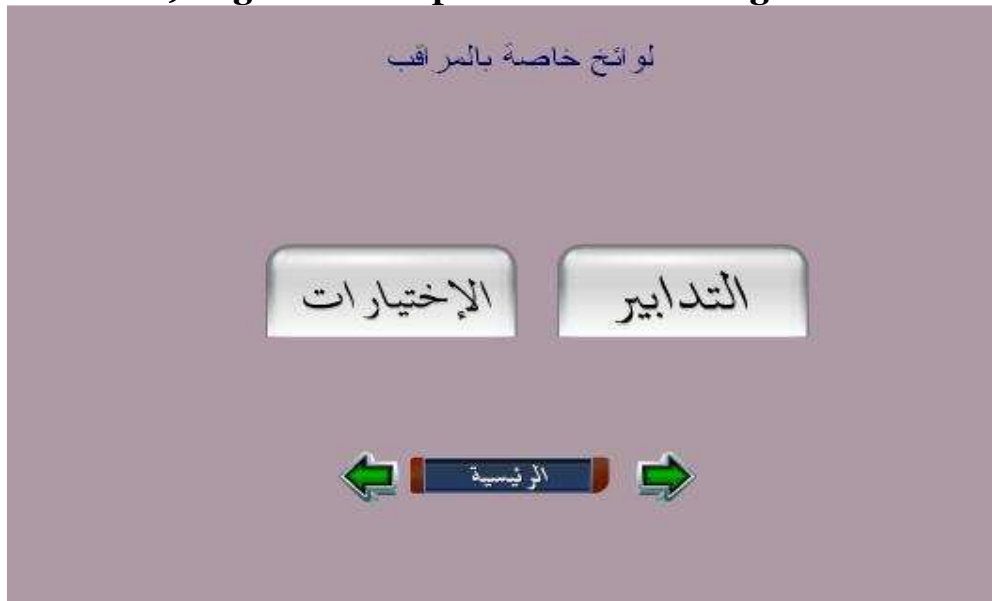 لوائح خاصة بالمراقب
التدابير
الإختيارات
الرئيسية